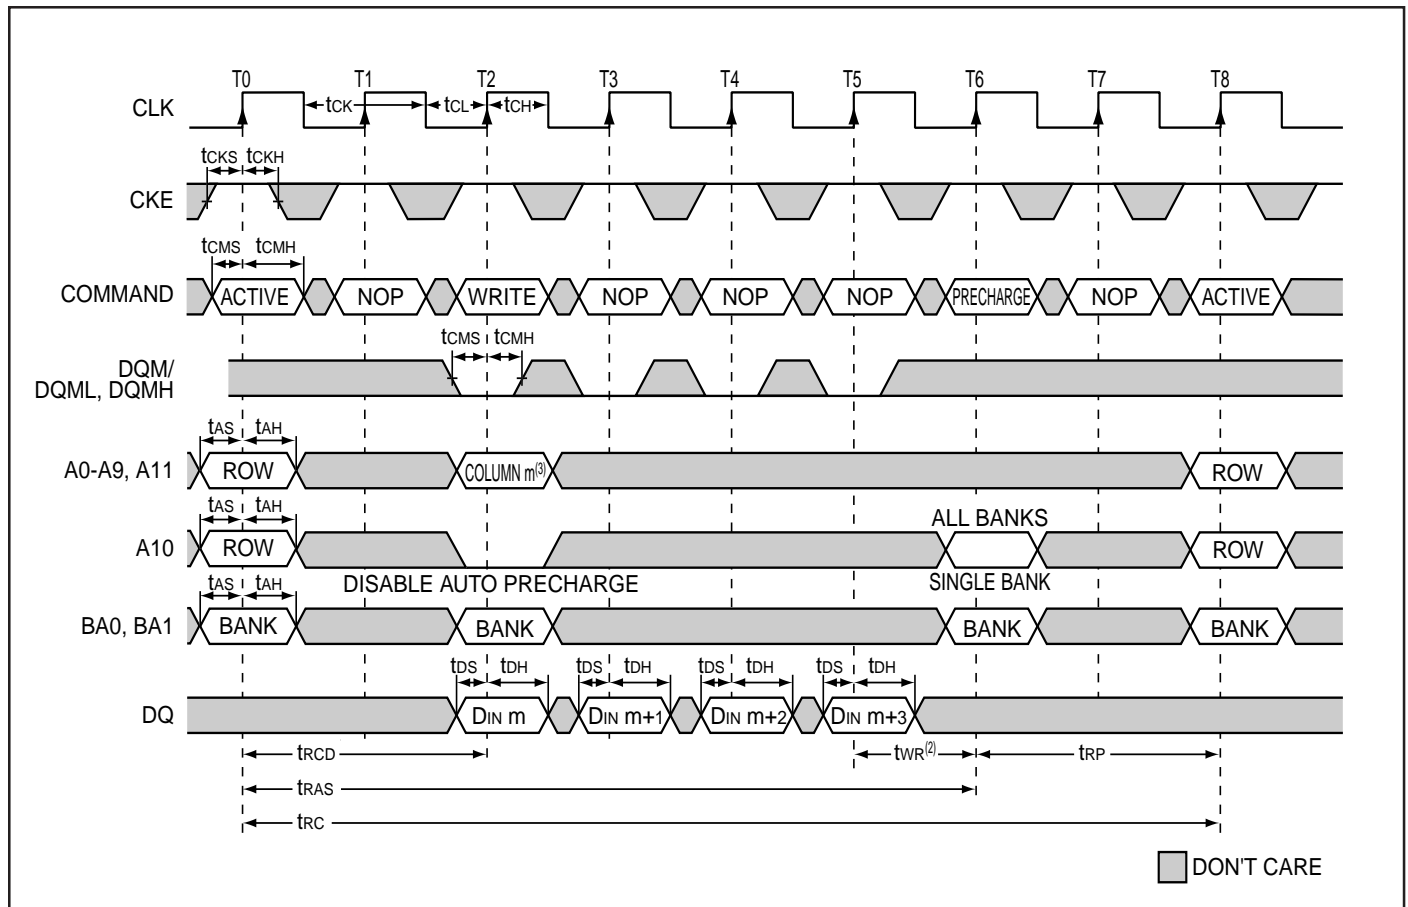 T0 T1 T2 T3 T4 T5 T6 T7 T8
CLK
tCK tCL tCH
tCKS tCKH
CKE
tCMS tCMH
COMMAND ACTIVE NOP WRITE NOP NOP NOP PRECHARGE NOP ACTIVE
tCMS tCMH
DQM/
DQML, DQMH
tAS tAH
A0-A9, A11 ROW COLUMN m(3) ROW
tAS tAH
ALL BANKS
A10 ROW ROW
DISABLE AUTO PRECHARGE SINGLE BANK
tAS tAH
BA0, BA1 BANK BANK BANK BANK
tDS tDH tDS tDH tDS tDH tDS tDH
DQ DIN m DIN m+1 DIN m+2 DIN m+3
tRCD tWR(2) tRP
tRAS
tRC
DON'T CARE